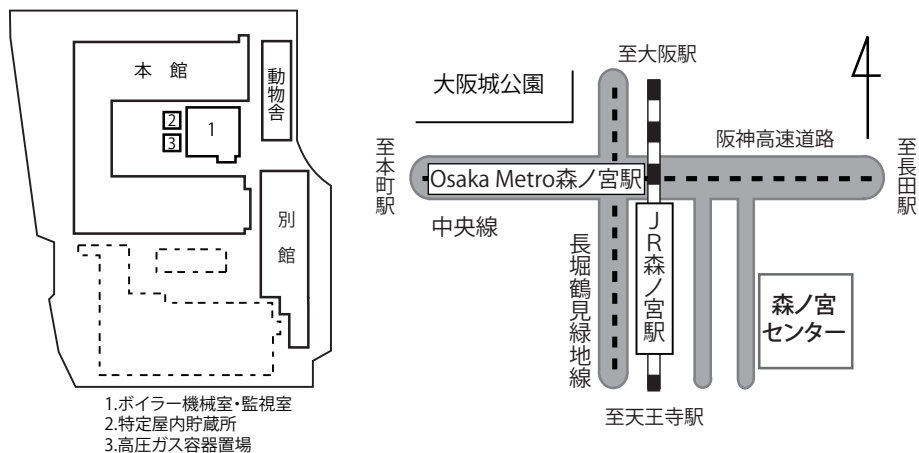 本館
動物舎
2
3
1
別館
1.ボイラー機械室・監視室
2.特定屋内貯蔵所
3.高圧ガス容器置場
至大阪駅
大阪城公園
阪神高速道路
至本町駅
Osaka Metro森ノ宮駅
至長田駅
中央線
長堀鶴見緑地線
JR森ノ宮駅
森ノ宮
センター
至天王寺駅
4